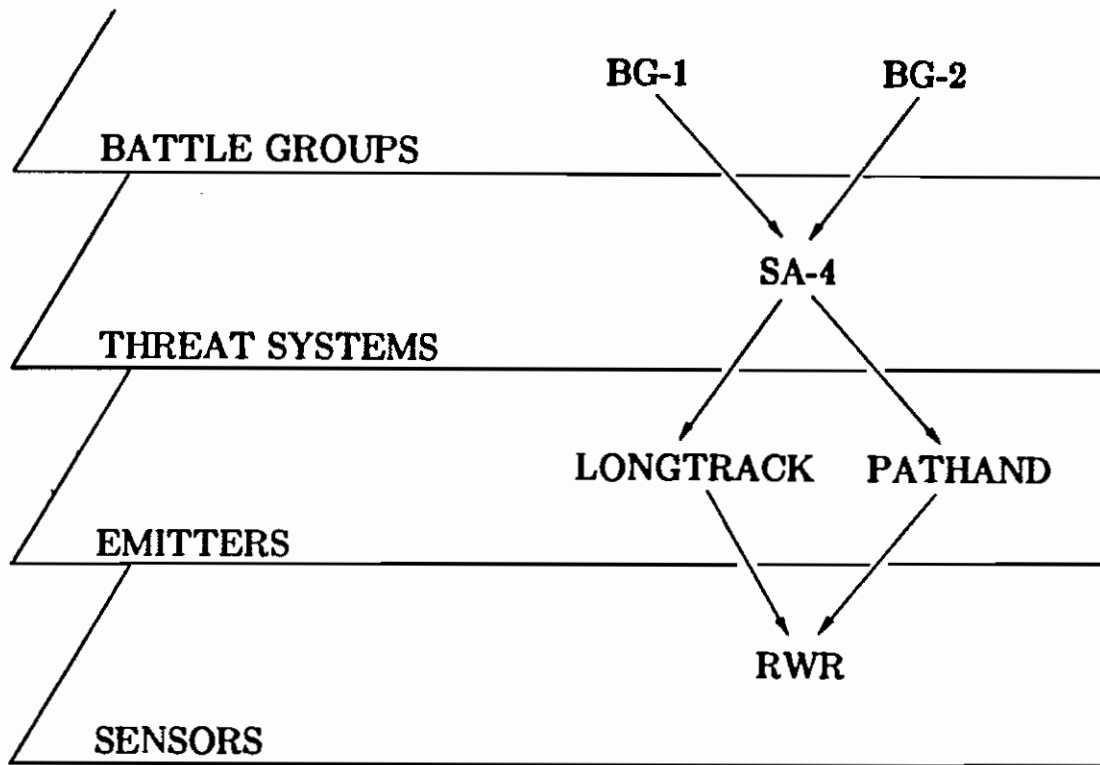 BG-1 BG-2
BATTLE GROUPS
SA-4
THREAT SYSTEMS
LONGTRACK PATHAND
EMITTERS
RWR
SENSORS